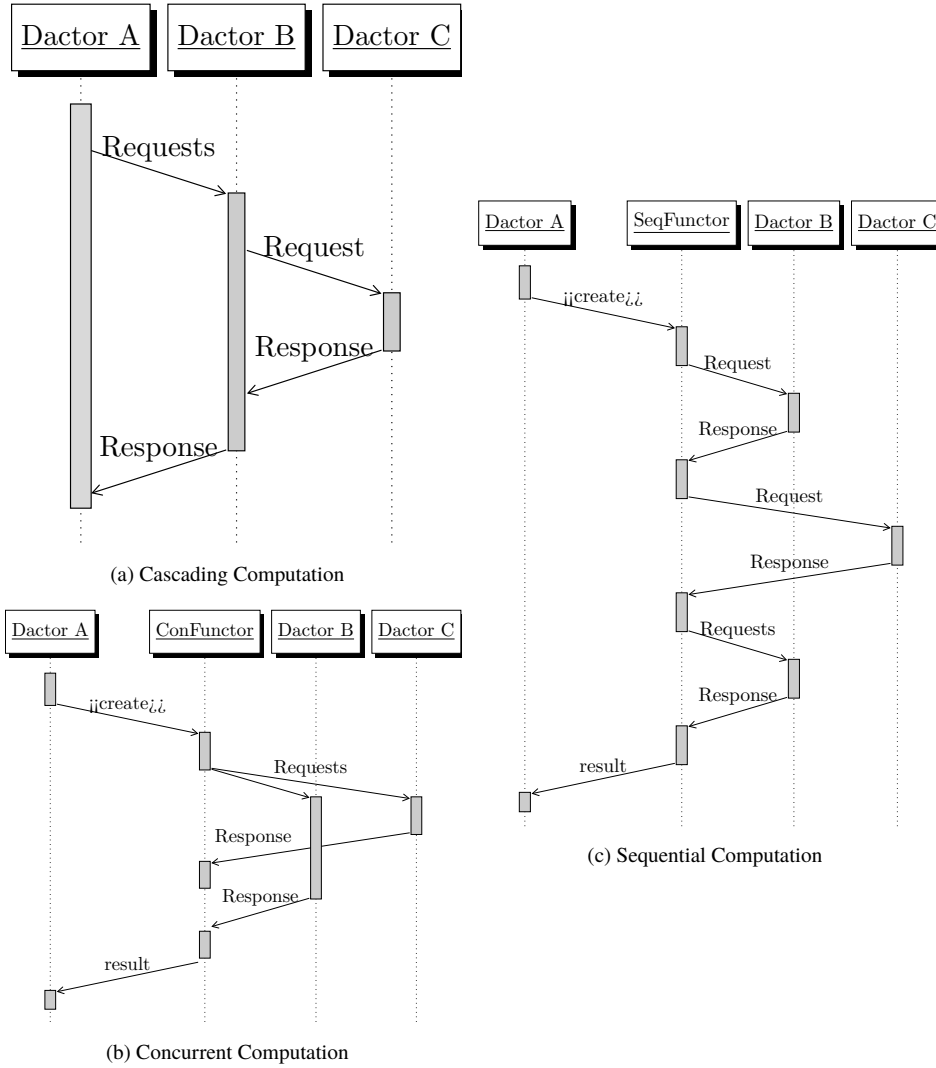 Dactor A
Dactor B
Dactor C
Requests
Request
Response
Response
(a) Cascading Computation
Dactor A
ConFunctor
Dactor B
Dactor C
¡¡create¿¿
Requests
Response
Response
result
(b) Concurrent Computation
Dactor A
SeqFunctor
Dactor B
Dactor C
¡¡create¿¿
Request
Response
Request
Response
Requests
Response
result
(c) Sequential Computation